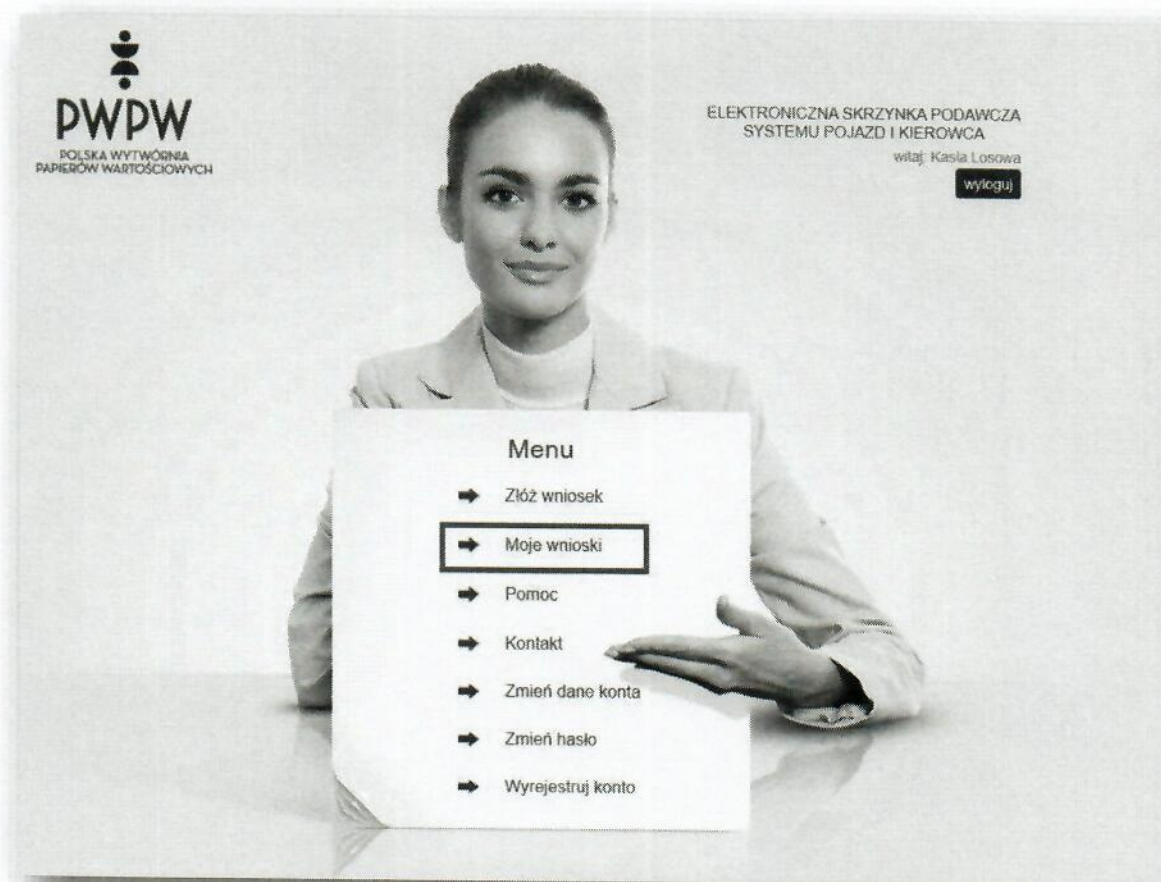 PWPW
POLSKA WYTWÓRNIA
PAPIERÓW WARTOŚCIOWYCH
ELEKTRONICZNA SKRZYNKA PODAWCZA
SYSTEMU POJAZD I KIEROWCA
witaj: Kasia Losowa
wyloguj
Menu
Złóż wniosek
Moje wnioski
Pomoc
Kontakt
Zmień dane konta
Zmień hasło
Wyrejestruj konto